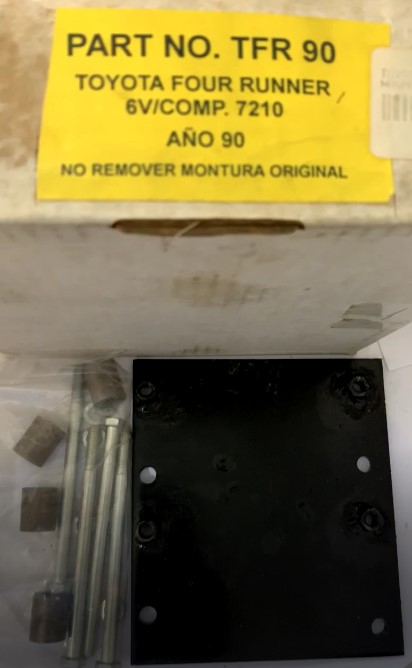 PART NO. TFR 90
TOYOTA FOUR RUNNER
6V/COMP. 7210
AÑO 90
NO REMOVER MONTURA ORIGINAL